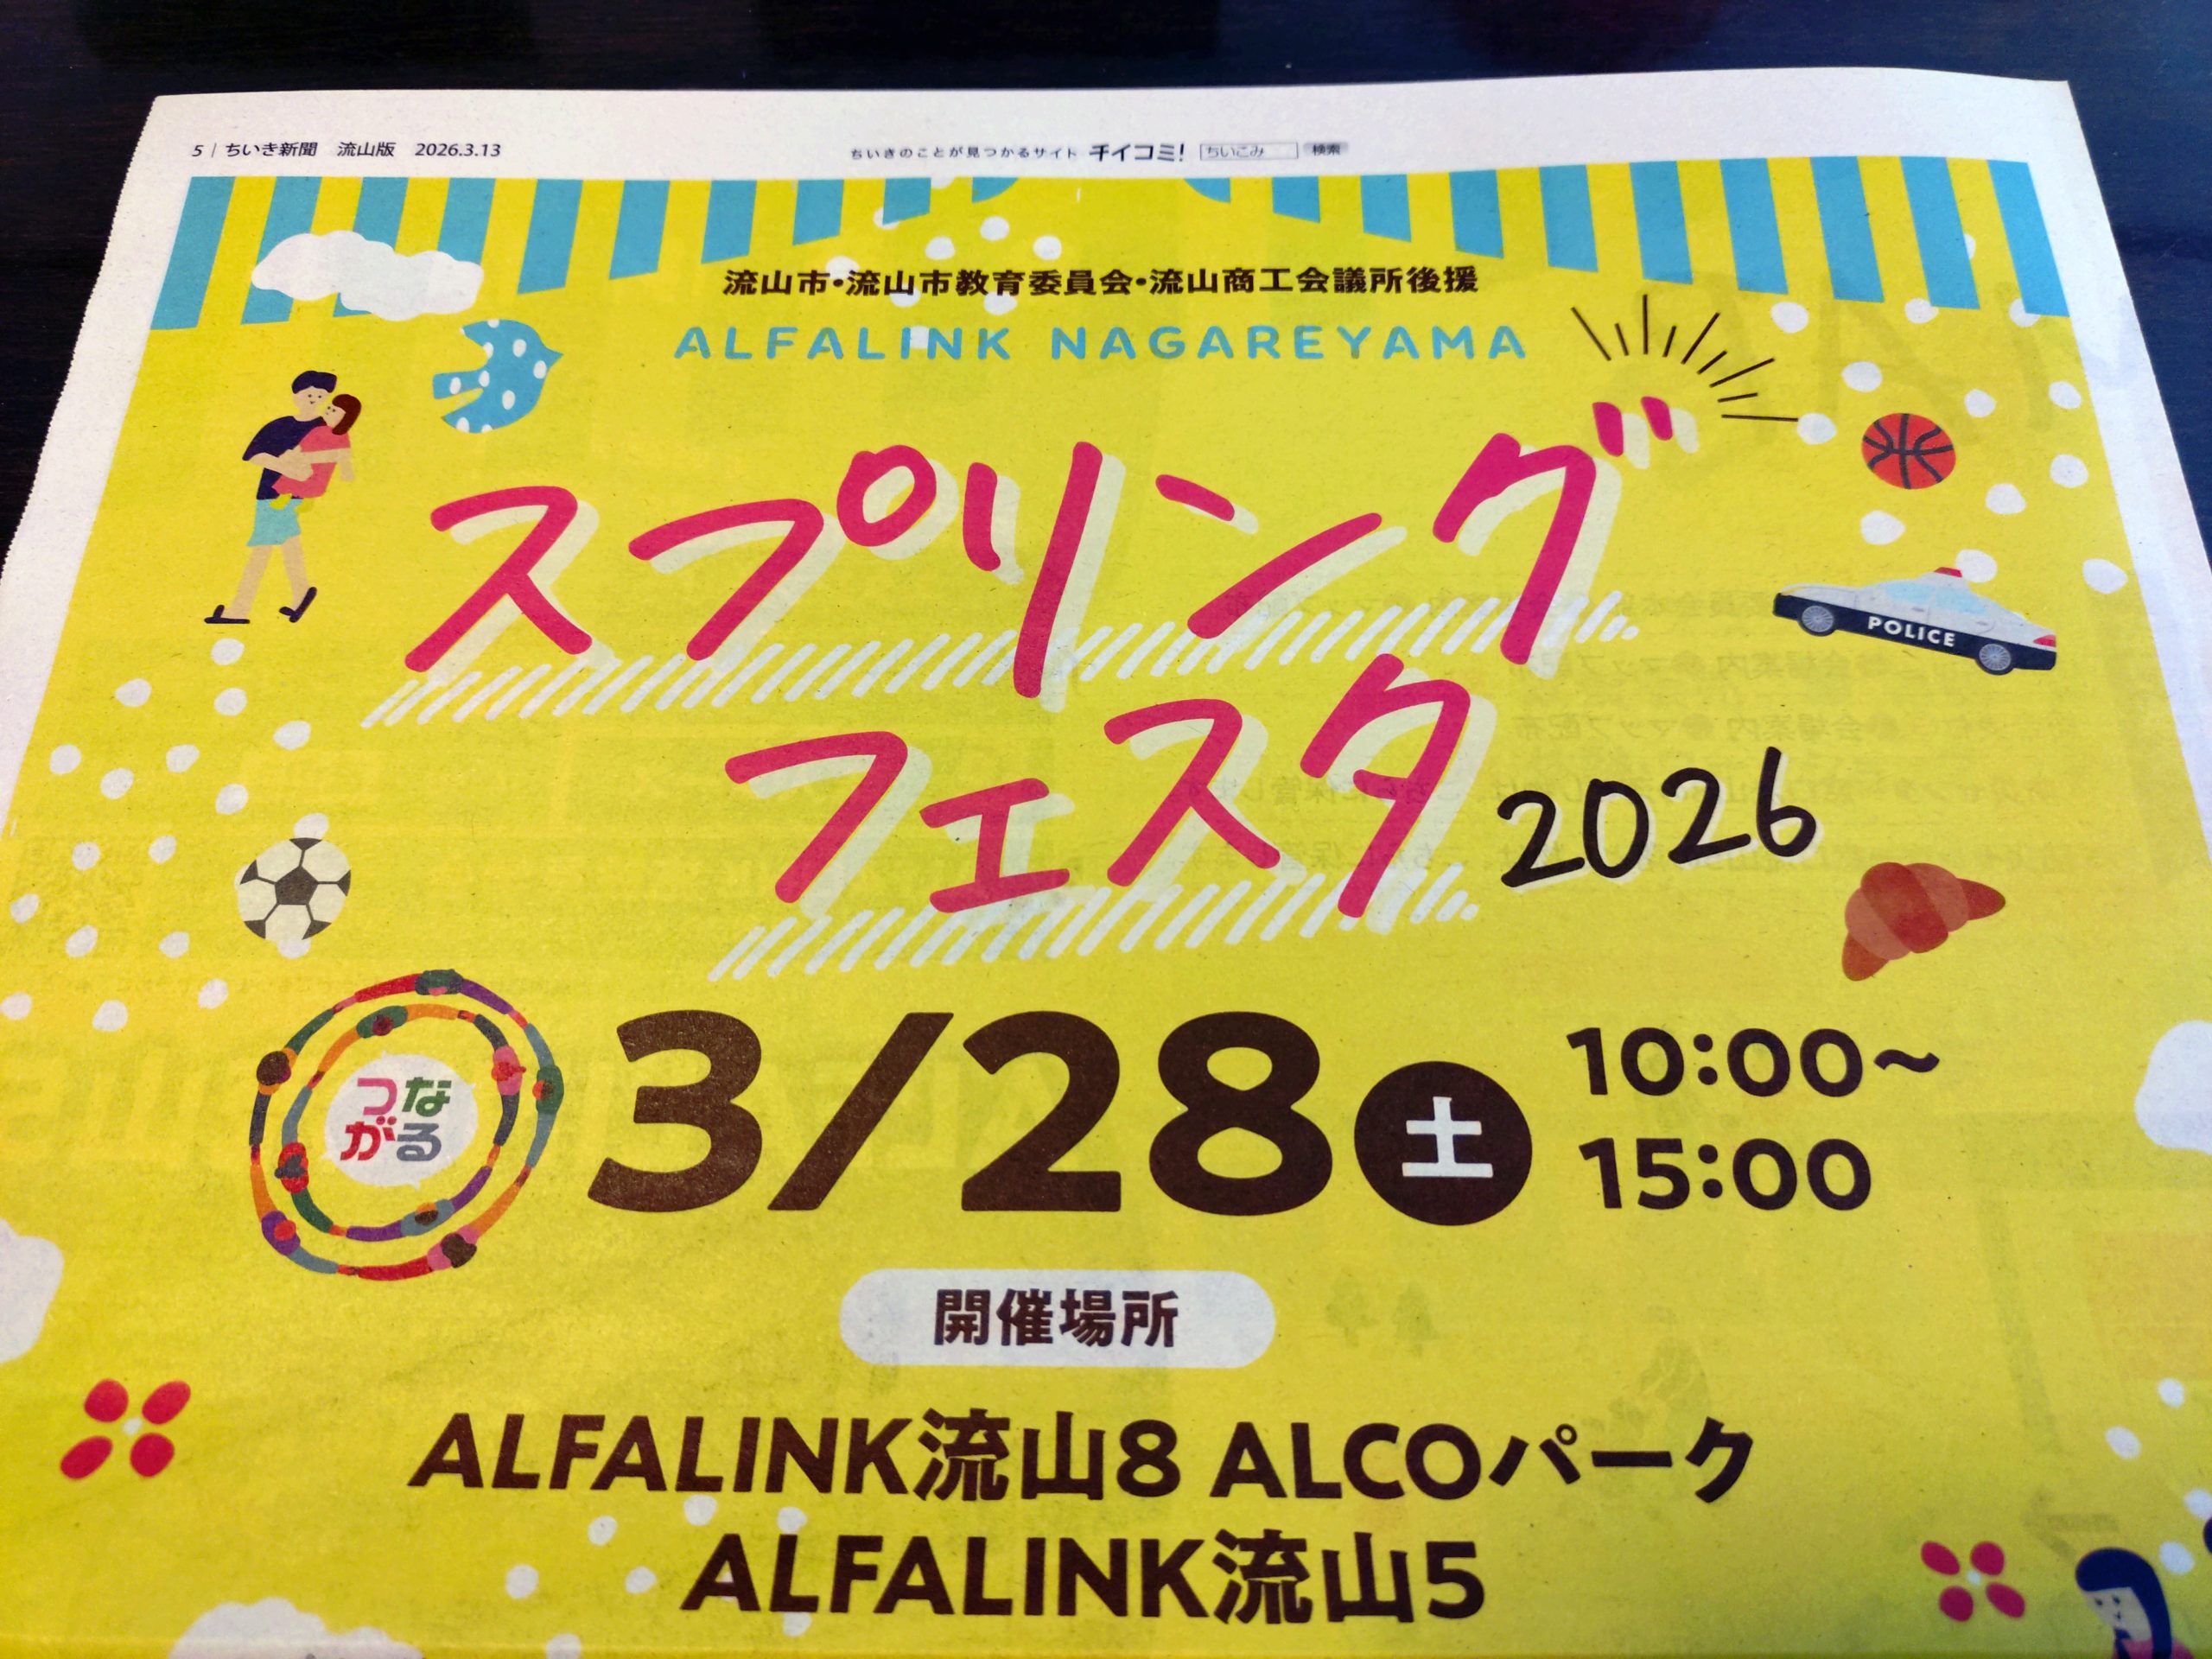 5 | ちいき新聞 流山版 2026.3.13
ちいきのことが見つかるサイト チイコミ! ちいこみ 検索
流山市・流山市教育委員会・流山商工会議所後援
ALFALINK NAGAREYAMA
スプリング
フェスタ 2026
POLICE
つな
がる
3/28 土 10:00~
15:00
開催場所
ALFALINK流山8 ALCOパーク
ALFALINK流山5